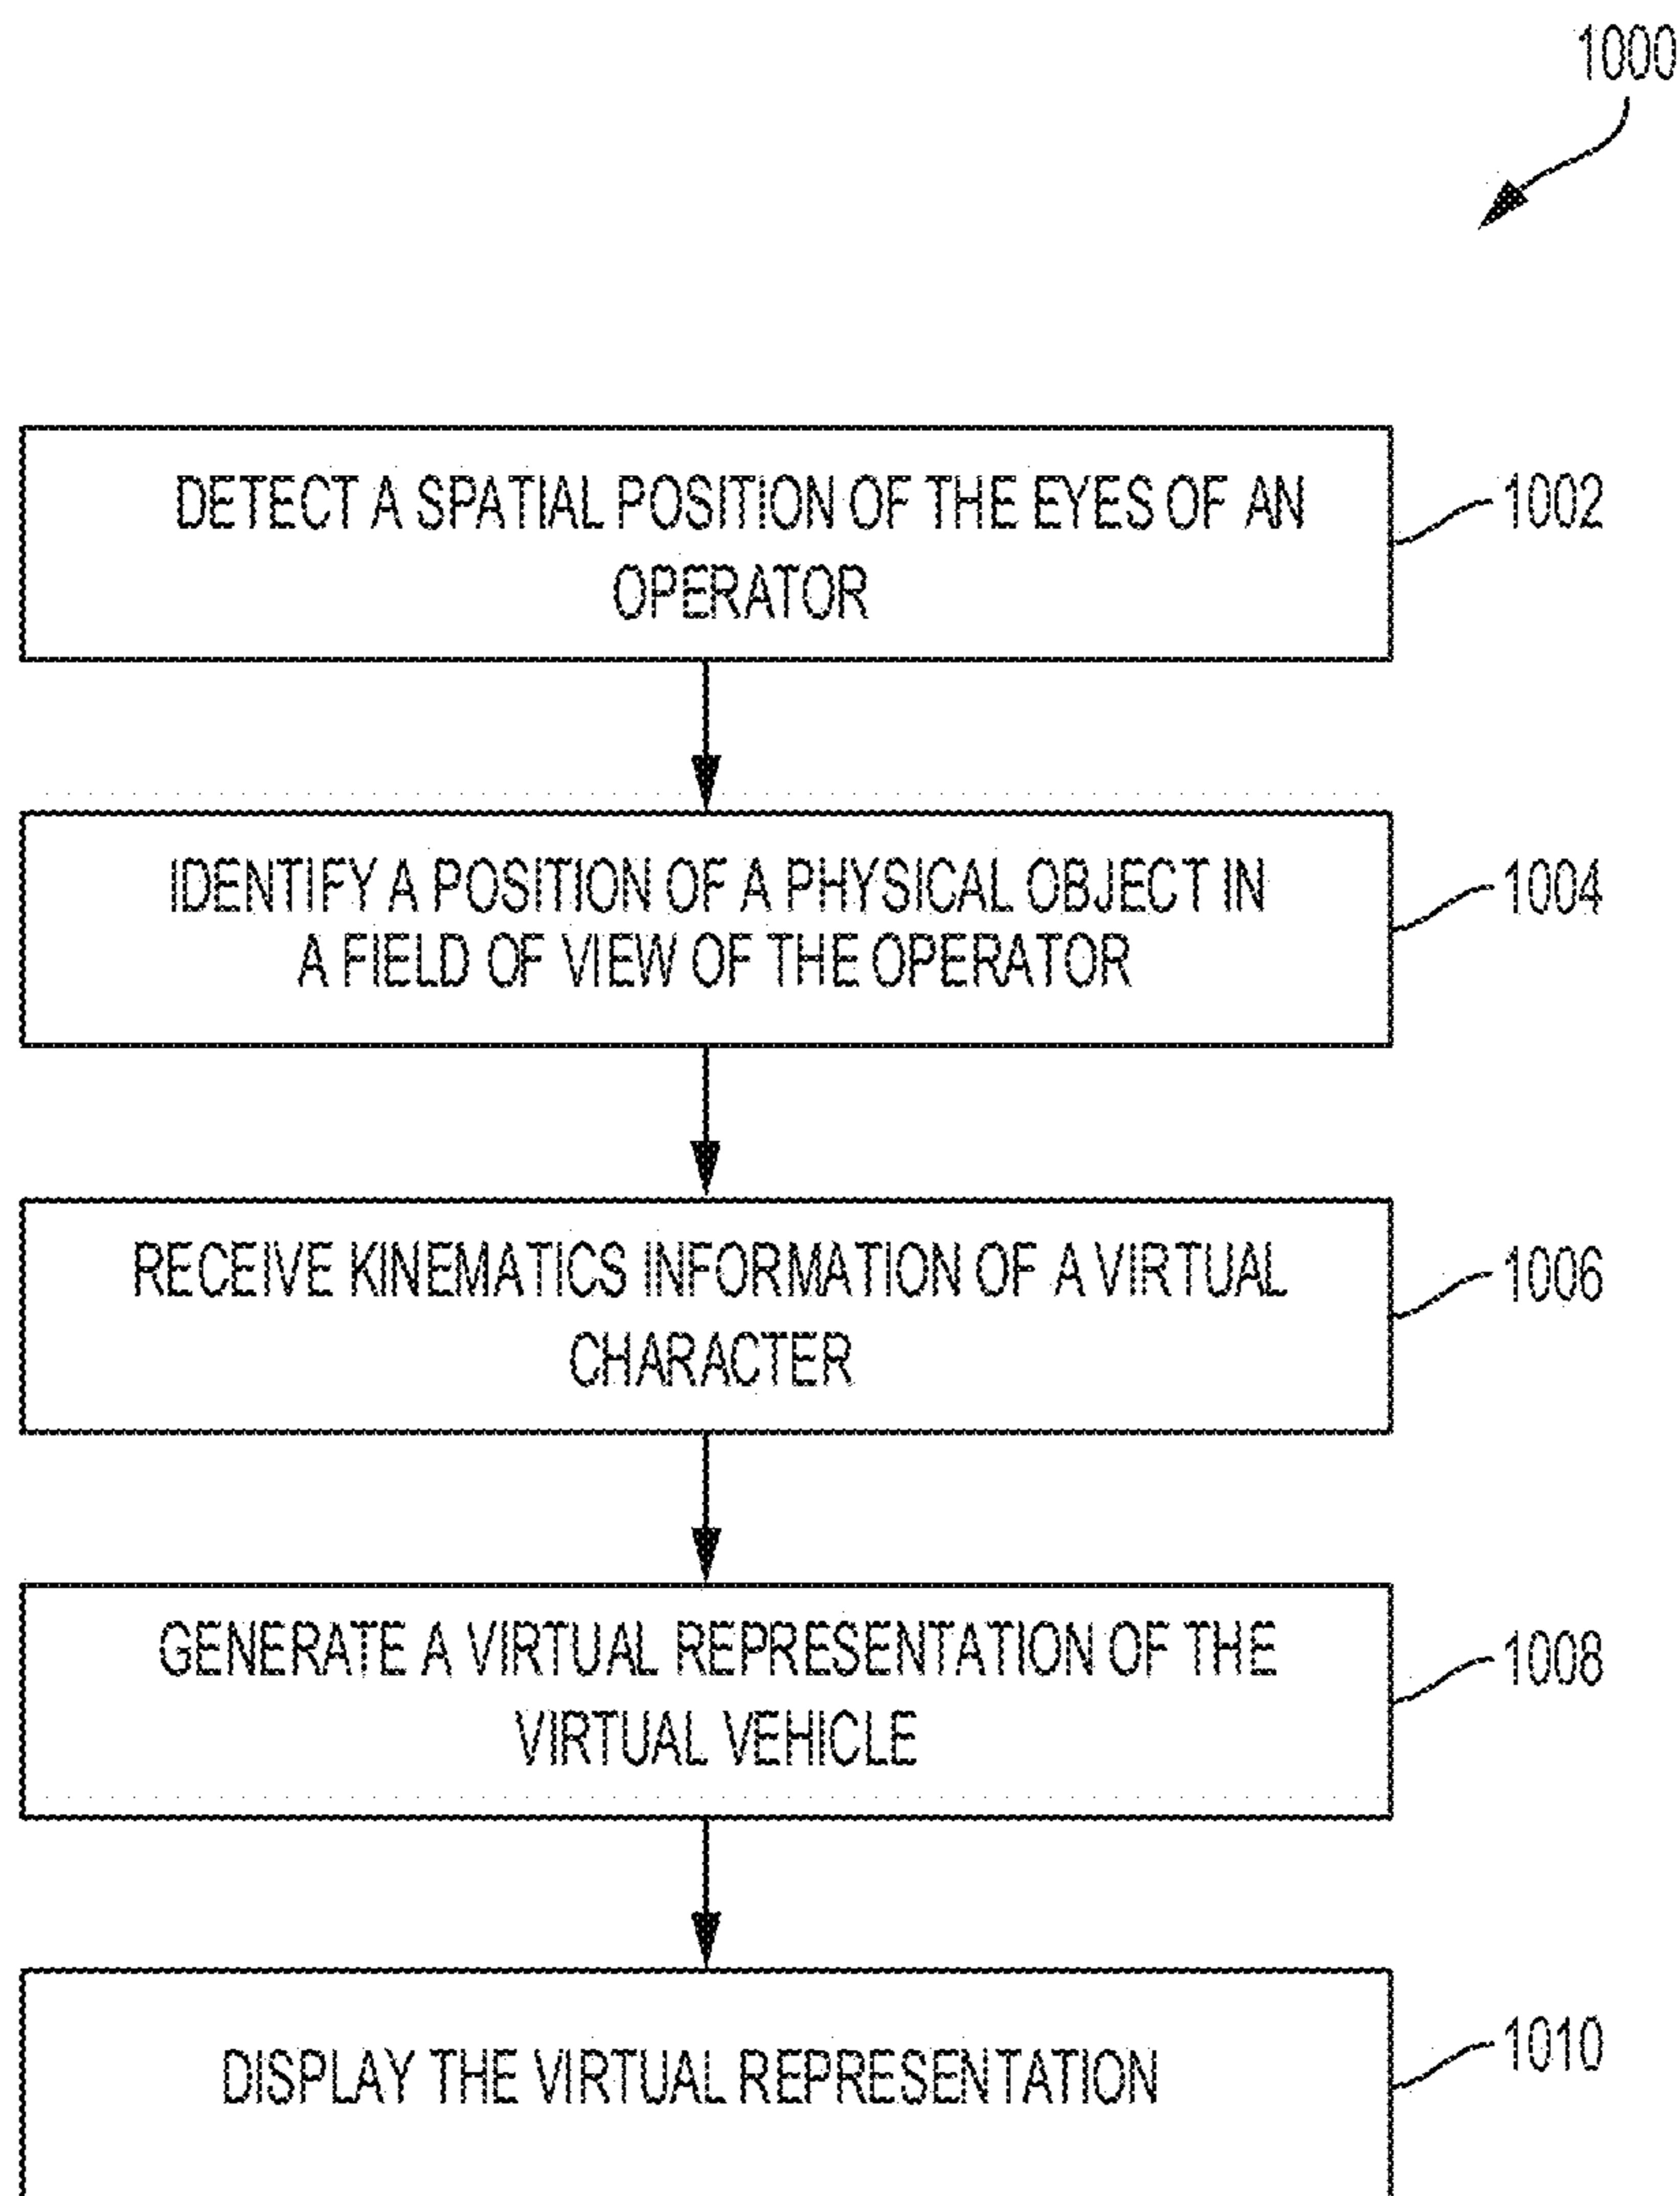 1000
DETECT A SPATIAL POSITION OF THE EYES OF AN
OPERATOR
1002
IDENTIFY A POSITION OF A PHYSICAL OBJECT IN
A FIELD OF VIEW OF THE OPERATOR
1004
RECEIVE KINEMATICS INFORMATION OF A VIRTUAL
CHARACTER
1006
GENERATE A VIRTUAL REPRESENTATION OF THE
VIRTUAL VEHICLE
1008
DISPLAY THE VIRTUAL REPRESENTATION
1010